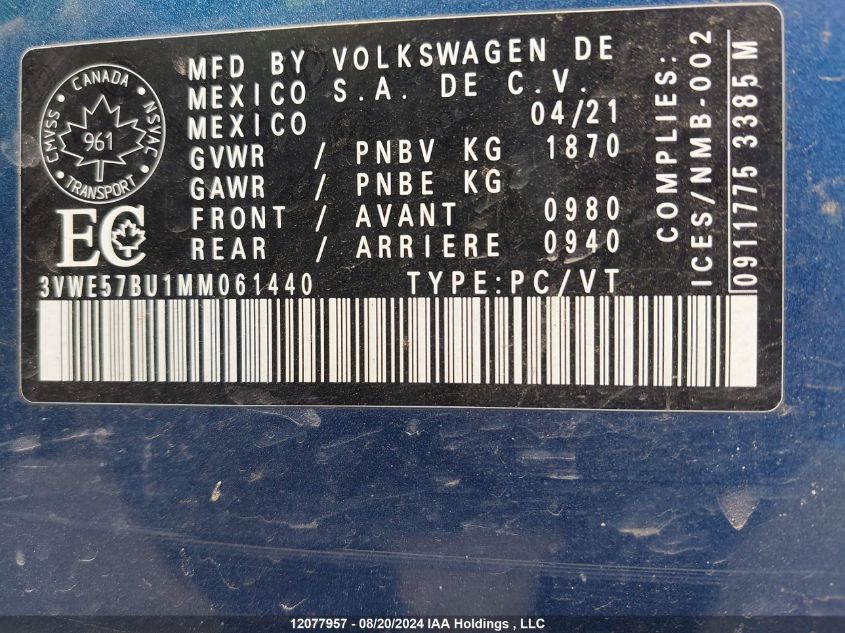 MFD BY VOLKSWAGEN DE
MEXICO S.A. DE C.V.
MEXICO 04/21
GVWR / PNBV KG 1870
GAWR / PNBE KG
FRONT / AVANT 0980
REAR / ARRIERE 0940
CANADA
CMVSS
NSVAC
961
TRANSPORT
EC
3VWE57BU1MM061440 TYPE:PC/VT
COMPLIES:
ICES/NMB-002
0911775 3385 M
12077957 - 08/20/2024 IAA Holdings , LLC